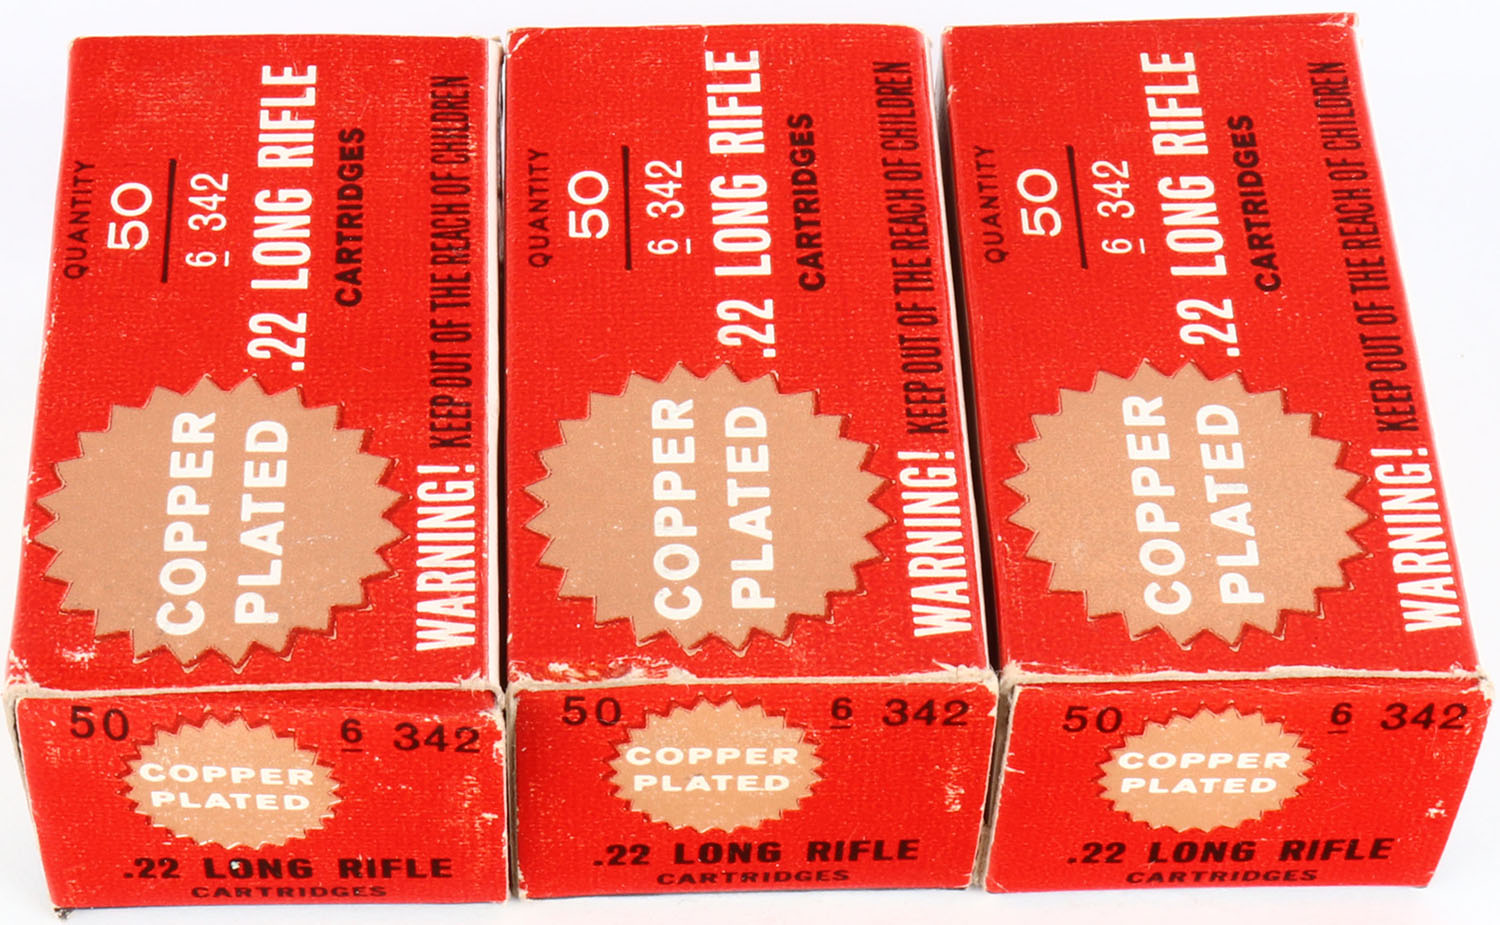 QUANTITY
50
6 342
.22 LONG RIFLE
CARTRIDGES
COPPER
PLATED
WARNING! KEEP OUT OF THE REACH OF CHILDREN
50 6 342
COPPER
PLATED
.22 LONG RIFLE
CARTRIDGES
QUANTITY
50
6 342
.22 LONG RIFLE
CARTRIDGES
COPPER
PLATED
WARNING! KEEP OUT OF THE REACH OF CHILDREN
50 6 342
COPPER
PLATED
.22 LONG RIFLE
CARTRIDGES
QUANTITY
50
6 342
.22 LONG RIFLE
CARTRIDGES
COPPER
PLATED
WARNING! KEEP OUT OF THE REACH OF CHILDREN
50 6 342
COPPER
PLATED
.22 LONG RIFLE
CARTRIDGES